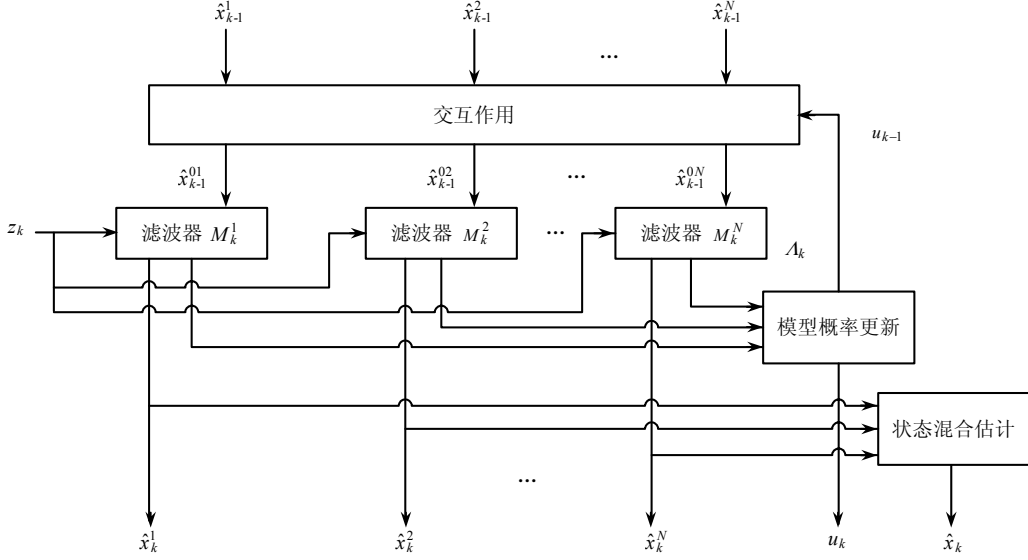 x̂¹ₖ₋₁ x̂²ₖ₋₁ ... x̂ᴺₖ₋₁
交互作用
uₖ₋₁
x̂⁰¹ₖ₋₁ x̂⁰²ₖ₋₁ ... x̂⁰ᴺₖ₋₁
zₖ 滤波器 M¹ₖ 滤波器 M²ₖ ... 滤波器 Mᴺₖ
Λₖ
模型概率更新
状态混合估计
...
x̂¹ₖ x̂²ₖ x̂ᴺₖ uₖ x̂ₖ